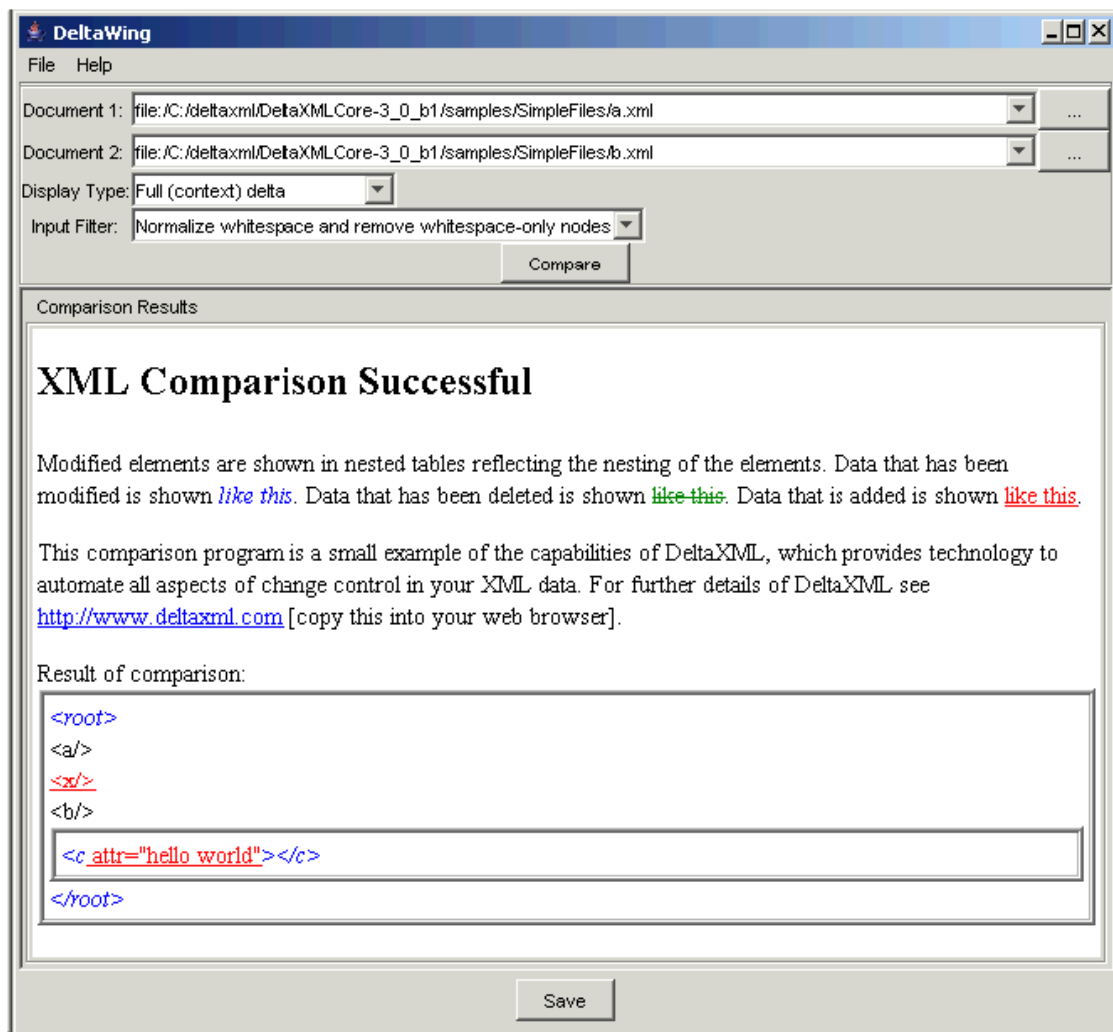 DeltaWing
File Help
Document 1: file:/C:/deltaxml/DeltaXMLCore-3_0_b1/samples/SimpleFiles/a.xml ...
Document 2: file:/C:/deltaxml/DeltaXMLCore-3_0_b1/samples/SimpleFiles/b.xml ...
Display Type: Full (context) delta
Input Filter: Normalize whitespace and remove whitespace-only nodes
Compare
Comparison Results
XML Comparison Successful
Modified elements are shown in nested tables reflecting the nesting of the elements. Data that has been
modified is shown like this. Data that has been deleted is shown like this. Data that is added is shown like this.
This comparison program is a small example of the capabilities of DeltaXML, which provides technology to
automate all aspects of change control in your XML data. For further details of DeltaXML see
http://www.deltaxml.com [copy this into your web browser].
Result of comparison:
<root>
<a/>
<x/>
<b/>
<c attr="hello world"></c>
</root>
Save